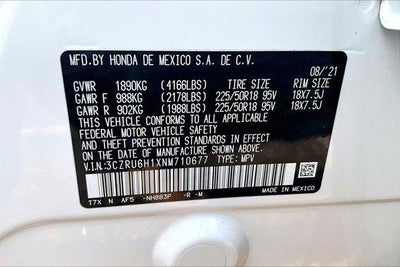 MFD.BY HONDA DE MEXICO S.A. DE C.V.
08/'21
GVWR 1890KG (4166LBS) TIRE SIZE RIM SIZE
GAWR F 988KG (2178LBS) 225/50R18 95V 18X7.5J
GAWR R 902KG (1988LBS) 225/50R18 95V 18X7.5J
THIS VEHICLE CONFORMS TO ALL APPLICABLE
FEDERAL MOTOR VEHICLE SAFETY, BUMPER,
AND THEFT PREVENTION STANDARDS IN EFFECT
ON THE DATE OF MANUFACTURE SHOWN ABOVE.
V.I.N.:3CZRU6H1XNM710677 TYPE: MPV
T7X N AF5 -NH883P -R -M
MADE IN MEXICO